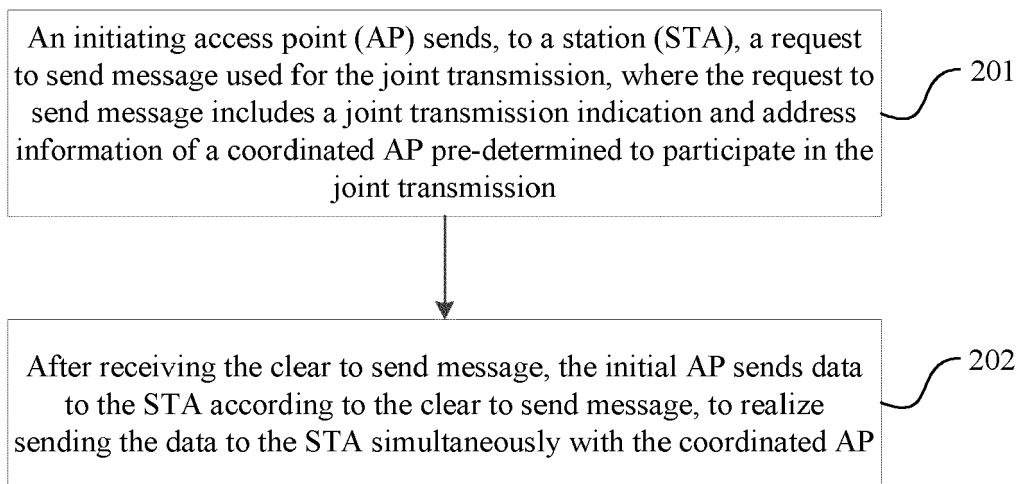 An initiating access point (AP) sends, to a station (STA), a request
to send message used for the joint transmission, where the request to
send message includes a joint transmission indication and address
information of a coordinated AP pre-determined to participate in the
joint transmission
201
After receiving the clear to send message, the initial AP sends data
to the STA according to the clear to send message, to realize
sending the data to the STA simultaneously with the coordinated AP
202